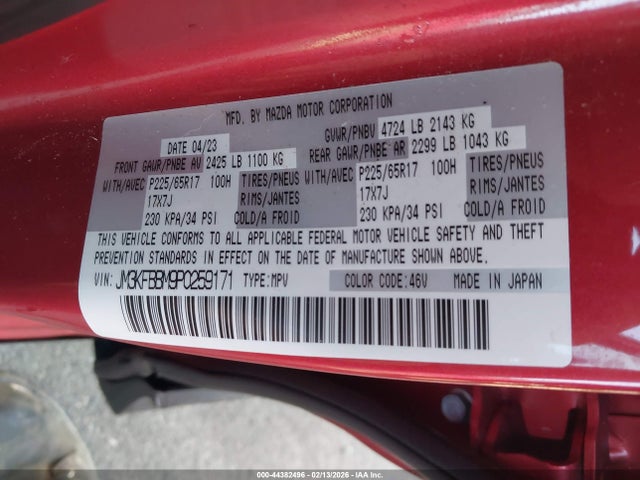 MFD. BY MAZDA MOTOR CORPORATION
DATE 04/23 GVWR/PNBV 4724 LB 2143 KG
FRONT GAWR/PNBE AV 2425 LB 1100 KG REAR GAWR/PNBE AR 2299 LB 1043 KG
WITH/AVEC P225/65R17 100H TIRES/PNEUS WITH/AVEC P225/65R17 100H TIRES/PNEUS
17X7J RIMS/JANTES 17X7J RIMS/JANTES
230 KPA/34 PSI COLD/A FROID 230 KPA/34 PSI COLD/A FROID
THIS VEHICLE CONFORMS TO ALL APPLICABLE FEDERAL MOTOR VEHICLE SAFETY AND THEFT
PREVENTION STANDARDS IN EFFECT ON THE DATE OF MANUFACTURE SHOWN ABOVE.
VIN: JM3KFBBM9P0259171 TYPE: MPV COLOR CODE: 46V MADE IN JAPAN
000-44382496 - 02/13/2026 - Copyright IAA, LLC